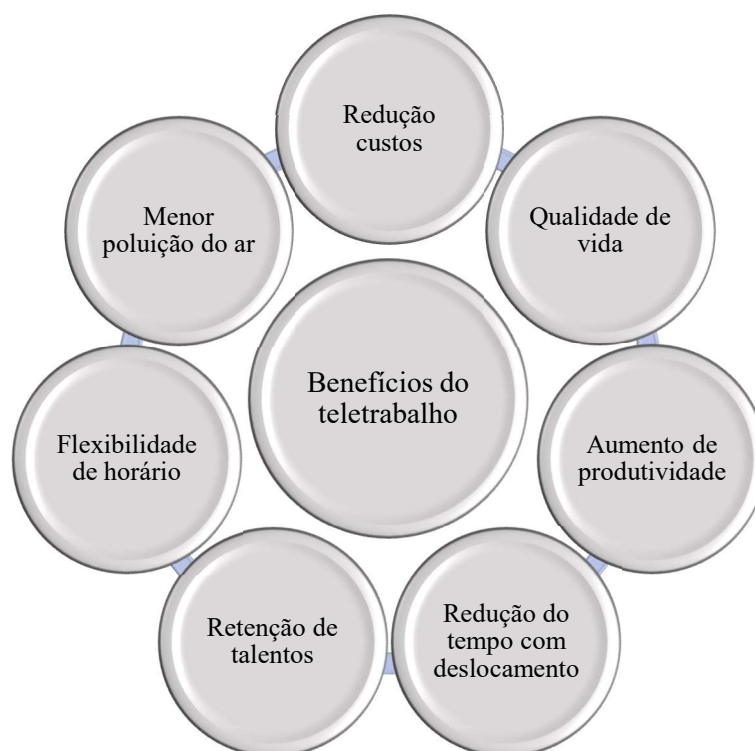 Redução
custos
Qualidade de
vida
Aumento de
produtividade
Redução do
tempo com
deslocamento
Retenção de
talentos
Flexibilidade
de horário
Menor
poluição do ar
Benefícios do
teletrabalho